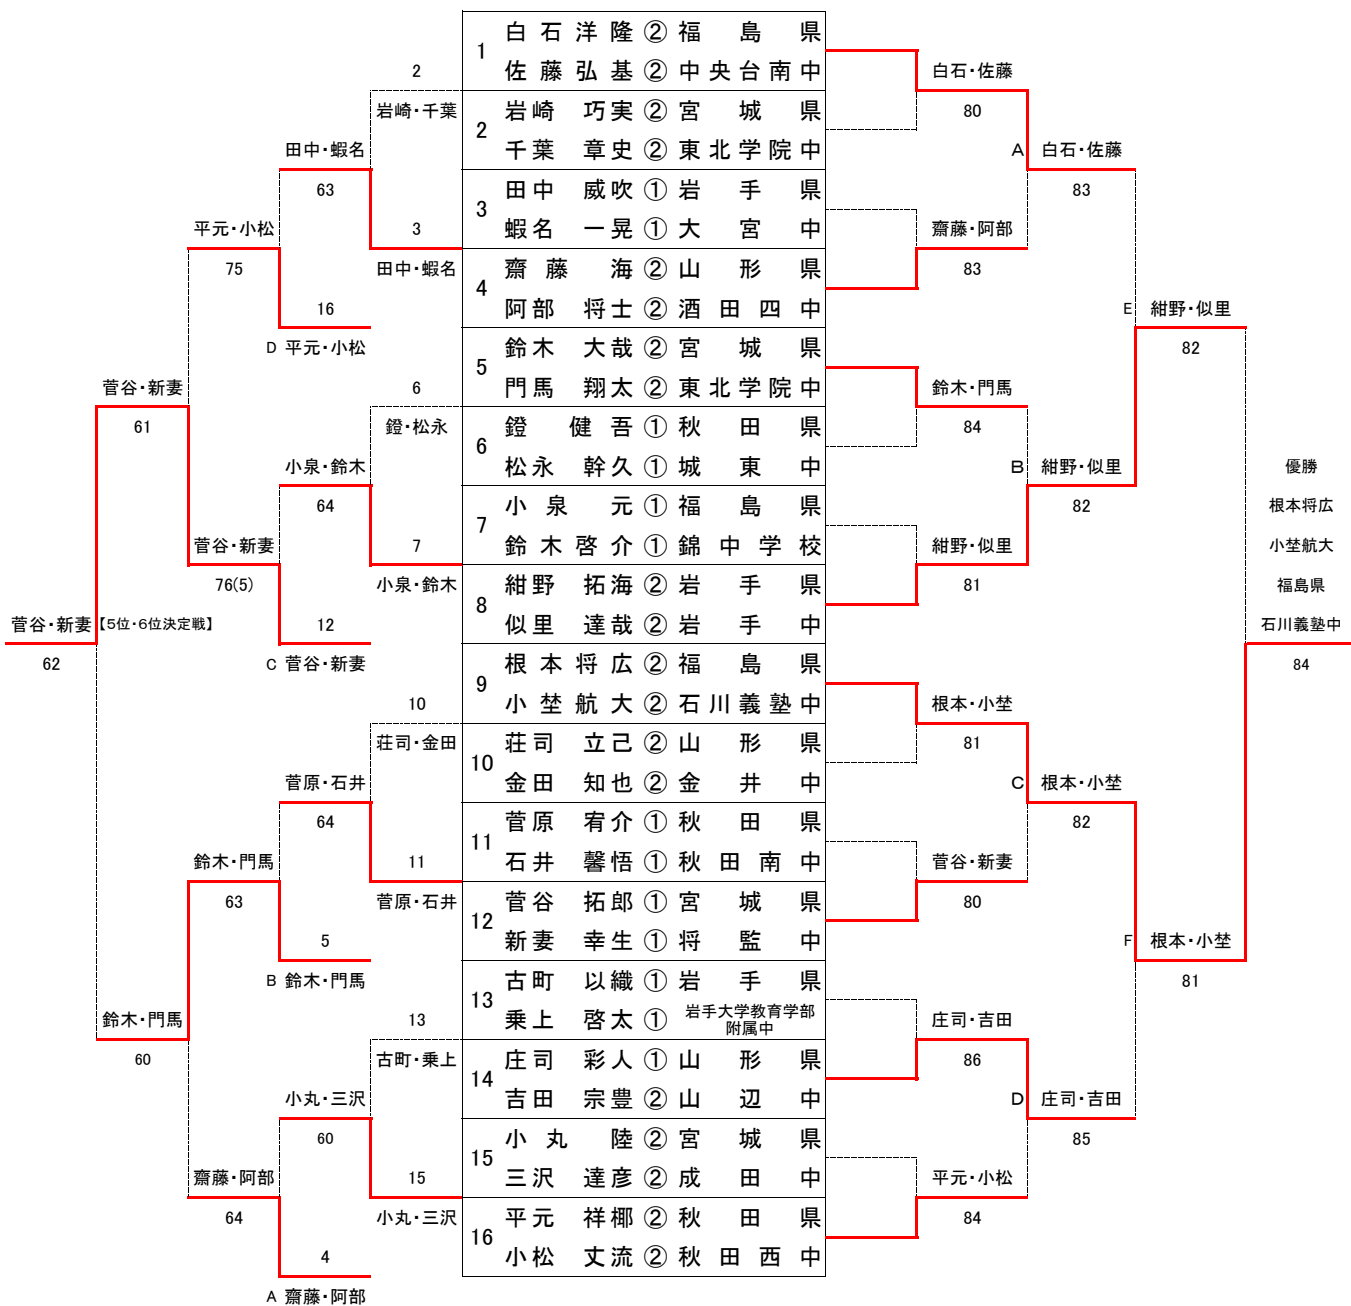 1
白石洋隆 ② 福島県
佐藤弘基 ② 中央台南中
2
岩崎巧実 ② 宮城県
千葉章史 ② 東北学院中
3
田中威吹 ① 岩手県
蝦名一晃 ① 大宮中
4
齋藤海 ② 山形県
阿部将士 ② 酒田四中
5
鈴木大哉 ② 宮城県
門馬翔太 ② 東北学院中
6
鐙健吾 ① 秋田県
松永幹久 ① 城東中
7
小泉元 ① 福島県
鈴木啓介 ① 錦中学校
8
紺野拓海 ② 岩手県
似里達哉 ② 岩手中
9
根本将広 ② 福島県
小埜航大 ② 石川義塾中
10
荘司立己 ② 山形県
金田知也 ② 金井中
11
菅原宥介 ① 秋田県
石井馨悟 ① 秋田南中
12
菅谷拓郎 ① 宮城県
新妻幸生 ① 将監中
13
古町以織 ① 岩手県
乗上啓太 ① 岩手大学教育学部
附属中
14
庄司彩人 ① 山形県
吉田宗豊 ② 山辺中
15
小丸陸 ② 宮城県
三沢達彦 ② 成田中
16
平元祥椰 ② 秋田県
小松丈流 ② 秋田西中
2
岩崎・千葉
田中・蝦名
63
3
田中・蝦名
平元・小松
75
16
D 平元・小松
菅谷・新妻
61
6
鐙・松永
小泉・鈴木
64
7
小泉・鈴木
菅谷・新妻
76(5)
12
C 菅谷・新妻
菅谷・新妻【5位・6位決定戦】
62
10
荘司・金田
菅原・石井
64
11
菅原・石井
鈴木・門馬
63
5
B 鈴木・門馬
鈴木・門馬
60
13
古町・乗上
小丸・三沢
60
15
小丸・三沢
齋藤・阿部
64
4
A 齋藤・阿部
白石・佐藤
80
A 白石・佐藤
83
齋藤・阿部
83
E 紺野・似里
82
鈴木・門馬
84
B 紺野・似里
82
紺野・似里
81
優勝
根本将広
小埜航大
福島県
石川義塾中
84
根本・小埜
81
C 根本・小埜
82
菅谷・新妻
80
F 根本・小埜
81
庄司・吉田
86
D 庄司・吉田
85
平元・小松
84